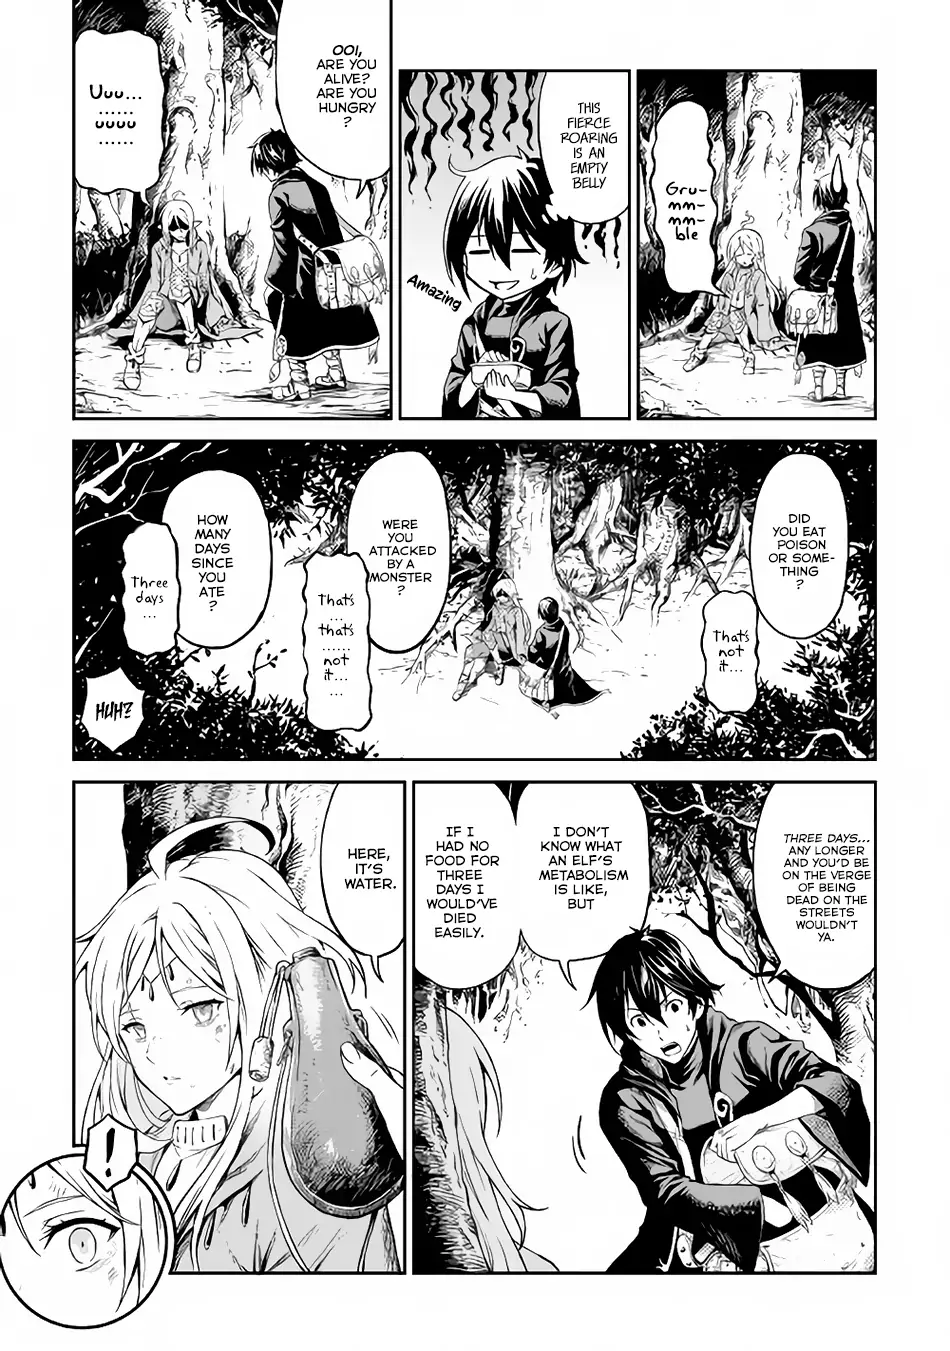 Gru-
mm-
mm-
ble
THIS
FIERCE
ROARING
IS AN
EMPTY
BELLY
Amazing
OOI,
ARE YOU
ALIVE?
ARE YOU
HUNGRY
?
Uuu...
......
uuuu
......
DID
YOU EAT
POISON
OR SOME-
THING?
That's
not
it...
WERE
YOU
ATTACKED
BY A
MONSTER
?
That's
...
that's
......
not
it...
...
HOW
MANY
DAYS
SINCE
YOU
ATE?
?
Three
days
...
HUH?
THREE DAYS...
ANY LONGER
AND YOU'D BE
ON THE VERGE
OF BEING
DEAD ON THE
STREETS
WOULDN'T
YA.
I DON'T
KNOW WHAT
AN ELF'S
METABOLISM
IS LIKE,
BUT
IF I
HAD NO
FOOD FOR
THREE
DAYS I
WOULD'VE
DIED
EASILY.
HERE,
IT'S
WATER.
!